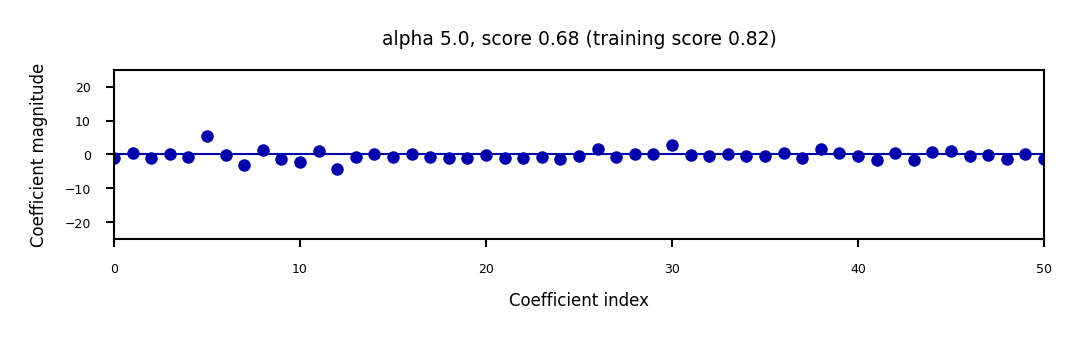 alpha 5.0, score 0.68 (training score 0.82)
Coefficient magnitude
20
10
0
−10
−20
0 10 20 30 40 50
Coefficient index